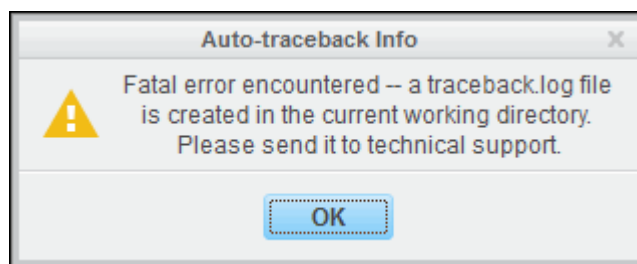 Auto-traceback Info
Fatal error encountered -- a traceback.log file
is created in the current working directory.
Please send it to technical support.
OK